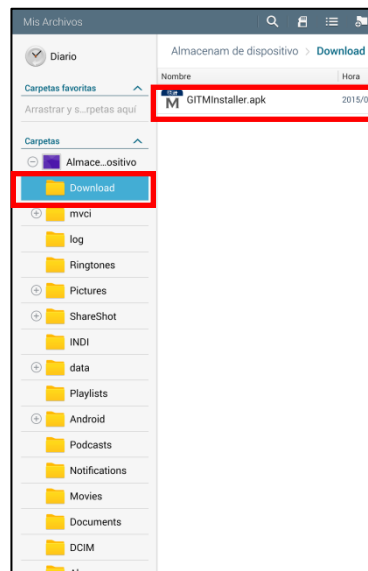 Mis Archivos
Diario
Almacenam de dispositivo > Download
Nombre
Hora
Carpetas favoritas
Arrastrar y s...rpetas aquí
M GITMInstaller.apk
2015/0
Carpetas
Almace...ositivo
Download
mvci
log
Ringtones
Pictures
ShareShot
INDI
data
Playlists
Android
Podcasts
Notifications
Movies
Documents
DCIM